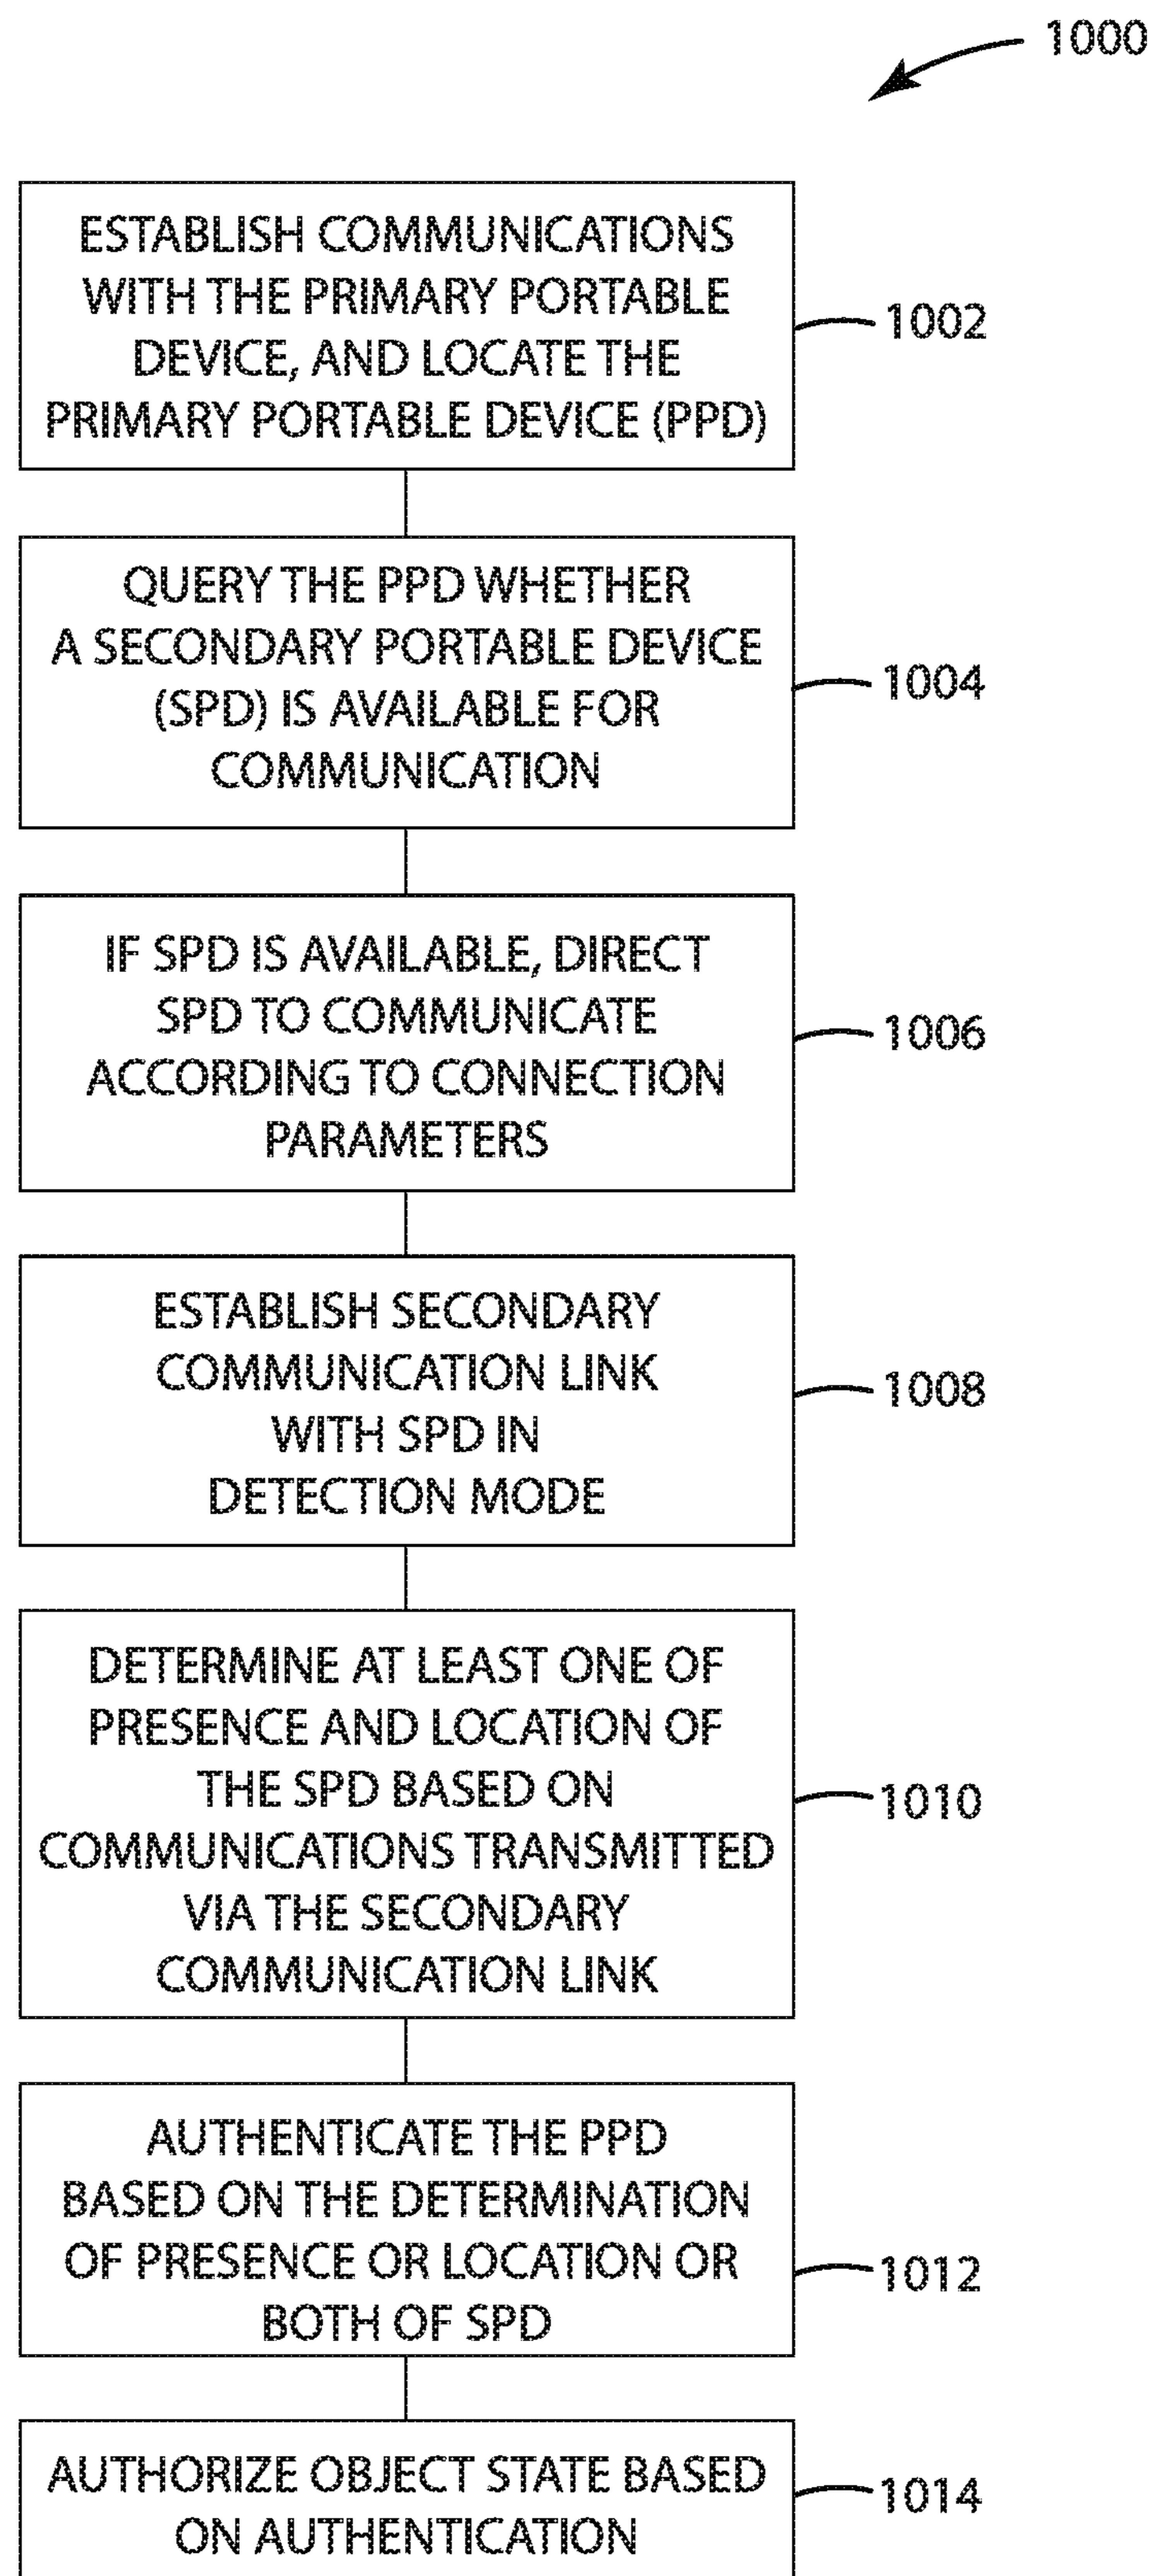 1000
ESTABLISH COMMUNICATIONS
WITH THE PRIMARY PORTABLE
DEVICE, AND LOCATE THE
PRIMARY PORTABLE DEVICE (PPD)
1002
QUERY THE PPD WHETHER
A SECONDARY PORTABLE DEVICE
(SPD) IS AVAILABLE FOR
COMMUNICATION
1004
IF SPD IS AVAILABLE, DIRECT
SPD TO COMMUNICATE
ACCORDING TO CONNECTION
PARAMETERS
1006
ESTABLISH SECONDARY
COMMUNICATION LINK
WITH SPD IN
DETECTION MODE
1008
DETERMINE AT LEAST ONE OF
PRESENCE AND LOCATION OF
THE SPD BASED ON
COMMUNICATIONS TRANSMITTED
VIA THE SECONDARY
COMMUNICATION LINK
1010
AUTHENTICATE THE PPD
BASED ON THE DETERMINATION
OF PRESENCE OR LOCATION OR
BOTH OF SPD
1012
AUTHORIZE OBJECT STATE BASED
ON AUTHENTICATION
1014